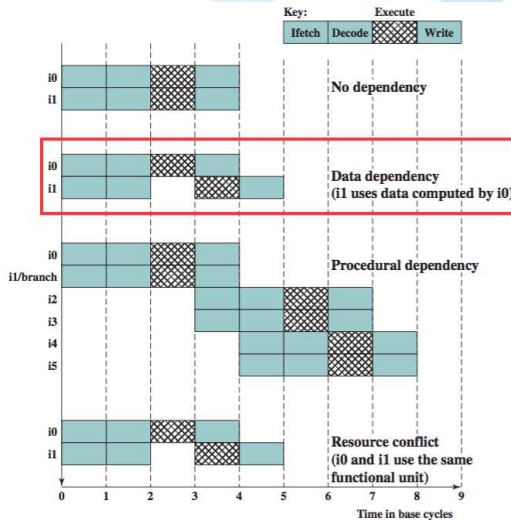 Key:
Execute
Ifetch Decode Write
i0
i1
No dependency
i0
i1
Data dependency
(i1 uses data computed by i0)
i0
i1/branch
Procedural dependency
i2
i3
i4
i5
i0
i1
Resource conflict
(i0 and i1 use the same
functional unit)
0 1 2 3 4 5 6 7 8 9
Time in base cycles